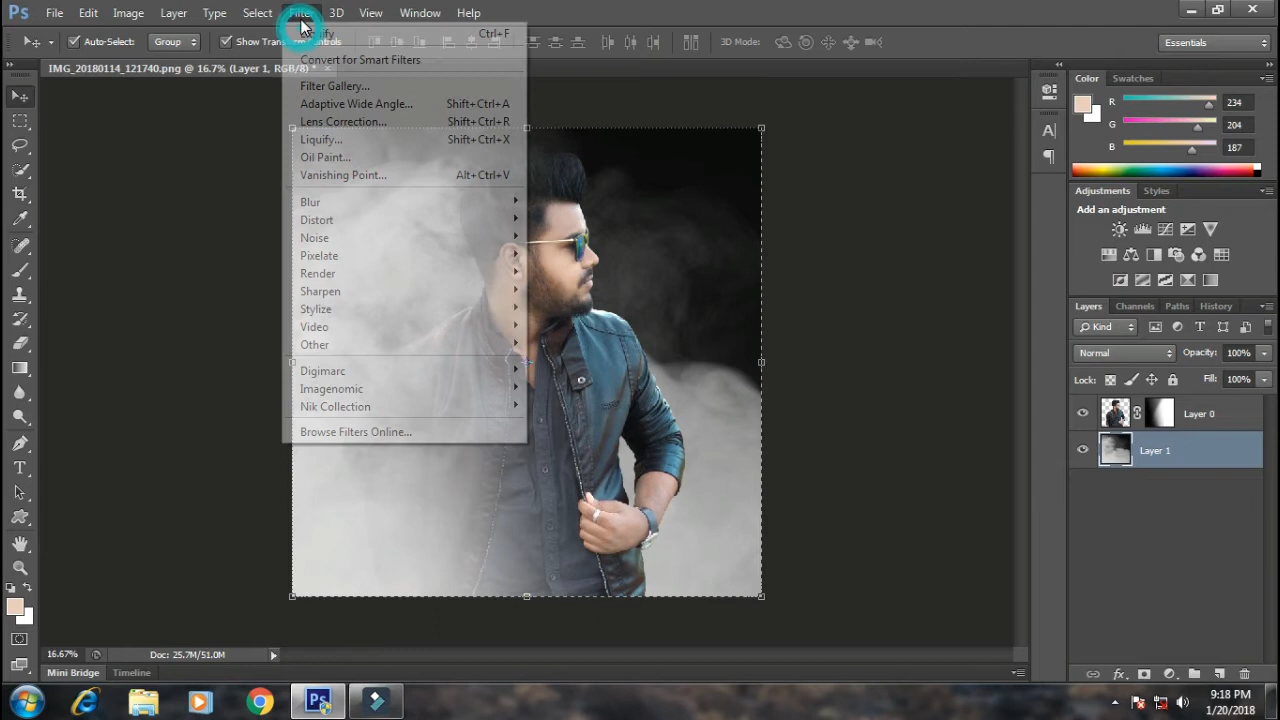 Ps File Edit Image Layer Type Select Filter 3D View Window Help
Auto-Select: Group Show Transform Controls 3D Mode: Essentials
IMG_20180114_121740.png @ 16.7% (Layer 1, RGB/8) * ×
Ctrl+F
Convert for Smart Filters
Filter Gallery...
Adaptive Wide Angle... Shift+Ctrl+A
Lens Correction... Shift+Ctrl+R
Liquify... Shift+Ctrl+X
Oil Paint...
Vanishing Point... Alt+Ctrl+V
Blur
Distort
Noise
Pixelate
Render
Sharpen
Stylize
Video
Other
Digimarc
Imagenomic
Nik Collection
Browse Filters Online...
Color Swatches
R 234
G 204
B 187
Adjustments Styles
Add an adjustment
Layers Channels Paths History
Kind
Normal Opacity: 100%
Lock: Fill: 100%
Layer 0
Layer 1
16.67% Doc: 25.7M/51.0M
Mini Bridge Timeline
Ps
9:18 PM
1/20/2018